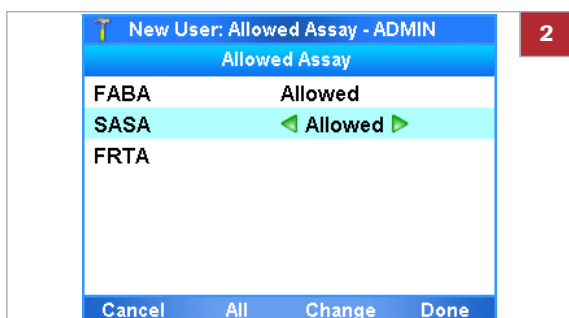 New User: Allowed Assay - ADMIN
2
Allowed Assay
FABA Allowed
SASA Allowed
FRTA
Cancel All Change Done